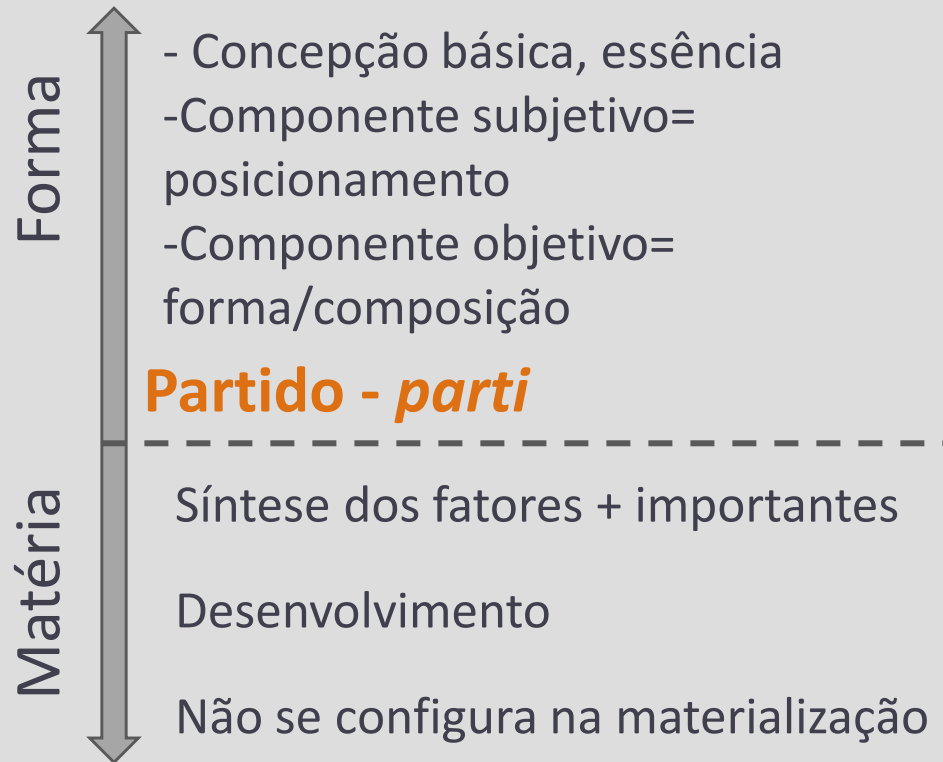 Forma
- Concepção básica, essência
-Componente subjetivo=
posicionamento
-Componente objetivo=
forma/composição
Partido - parti
Matéria
Síntese dos fatores + importantes
Desenvolvimento
Não se configura na materialização